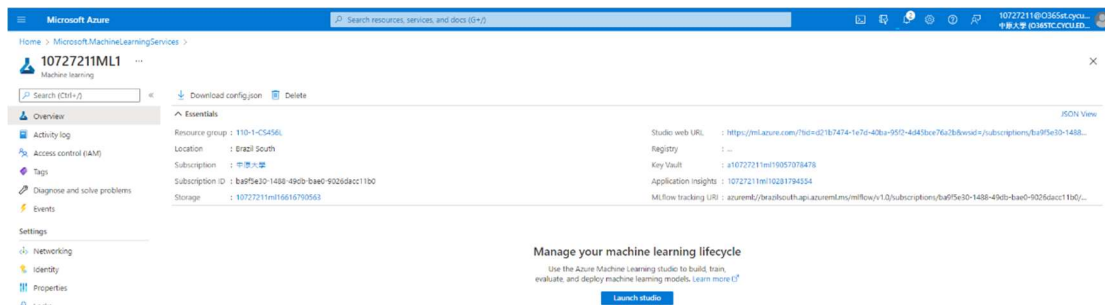 Microsoft Azure
Search resources, services, and docs (G+/)
10727211@O365st.cycu...
中原大學 (O365TC.CYCU.ED...
Home > Microsoft.MachineLearningServices >
10727211ML1 ...
Machine learning
Search (Ctrl+/)
Download config.json Delete
Overview
Activity log
Access control (IAM)
Tags
Diagnose and solve problems
Events
Settings
Networking
Identity
Properties
Essentials
JSON View
Resource group : 110-1-CS456L
Location : Brazil South
Subscription : 中原大學
Subscription ID : ba9f5e30-1488-49db-bae0-9026dacc11b0
Storage : 10727211ml16616790563
Studio web URL : https://ml.azure.com/?tid=d21b7474-1e7d-40ba-95f2-4d45bce76a2b&wsid=/subscriptions/ba9f5e30-1488...
Registry : ...
Key Vault : a10727211ml19057078478
Application Insights : 10727211ml10281794554
MLflow tracking URI : azureml://brazilsouth.api.azureml.ms/mlflow/v1.0/subscriptions/ba9f5e30-1488-49db-bae0-9026dacc11b0/...
Manage your machine learning lifecycle
Use the Azure Machine Learning studio to build, train,
evaluate, and deploy machine learning models. Learn more
Launch studio